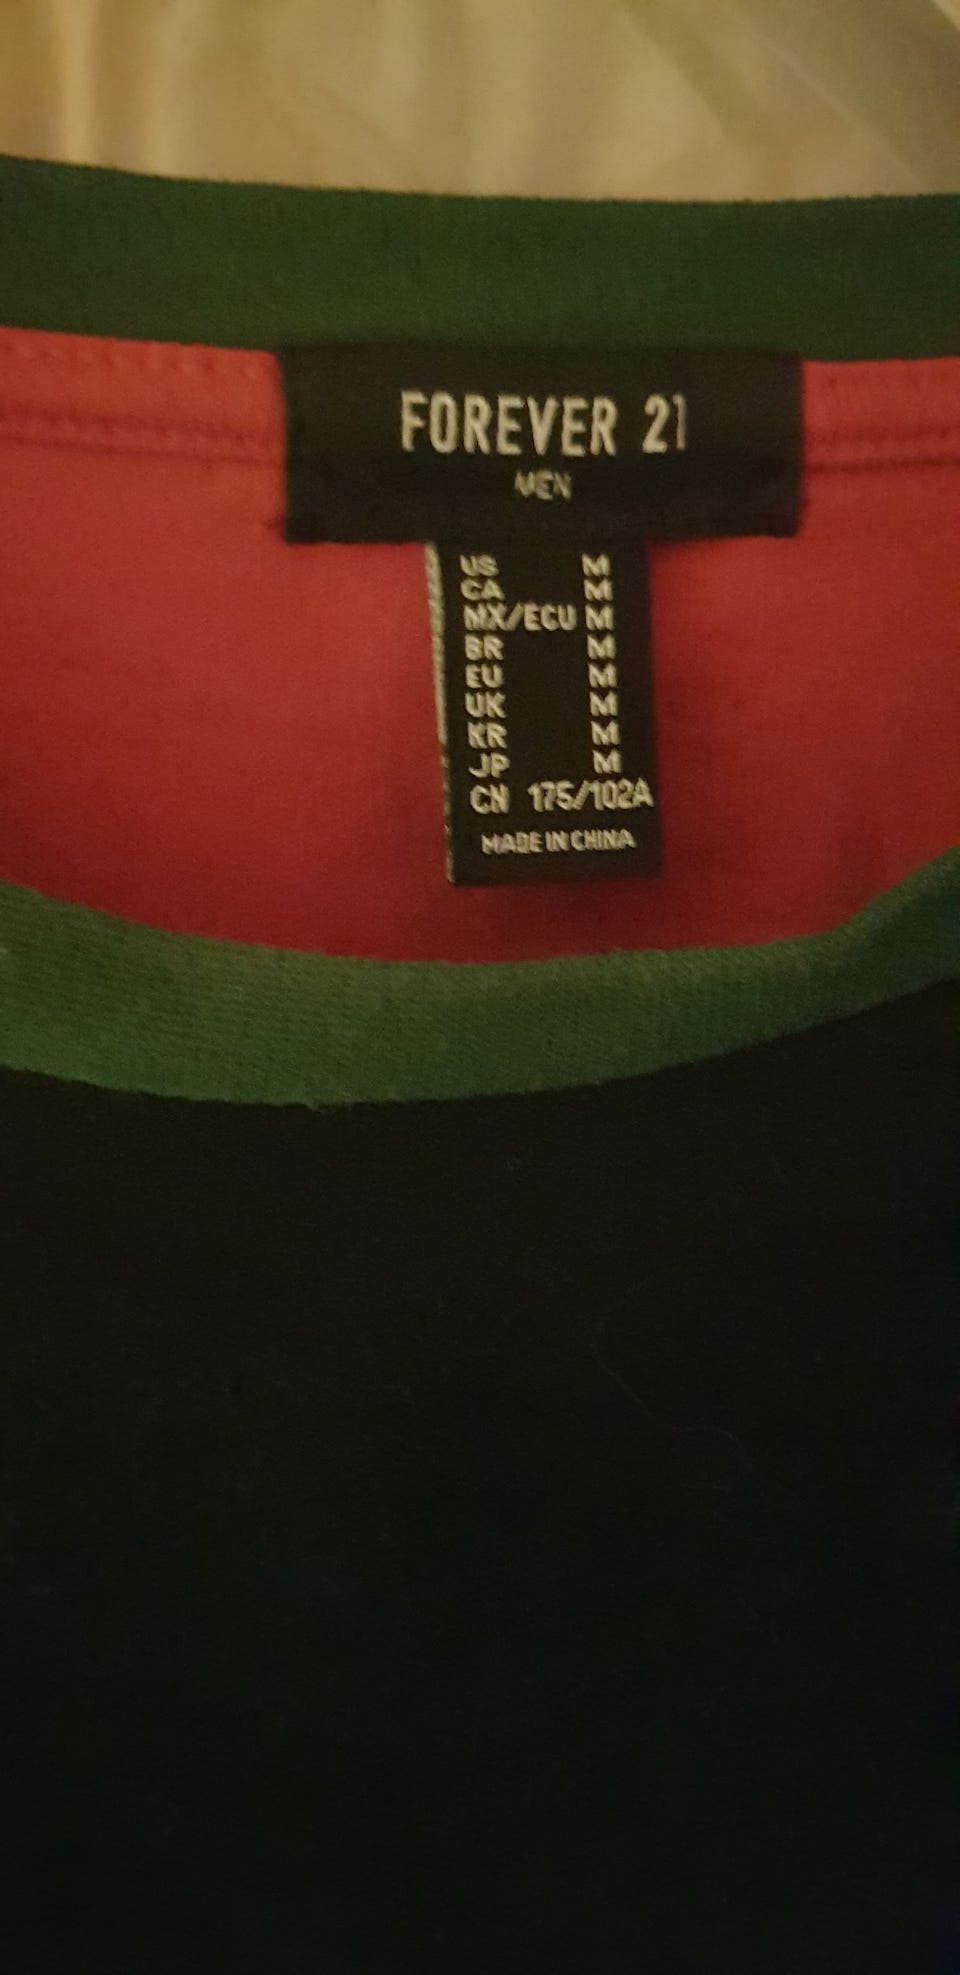 FOREVER 21
MEN
US M
CA M
MX/ECU M
BR M
EU M
UK M
KR M
JP M
CN 175/102A
MADE IN CHINA